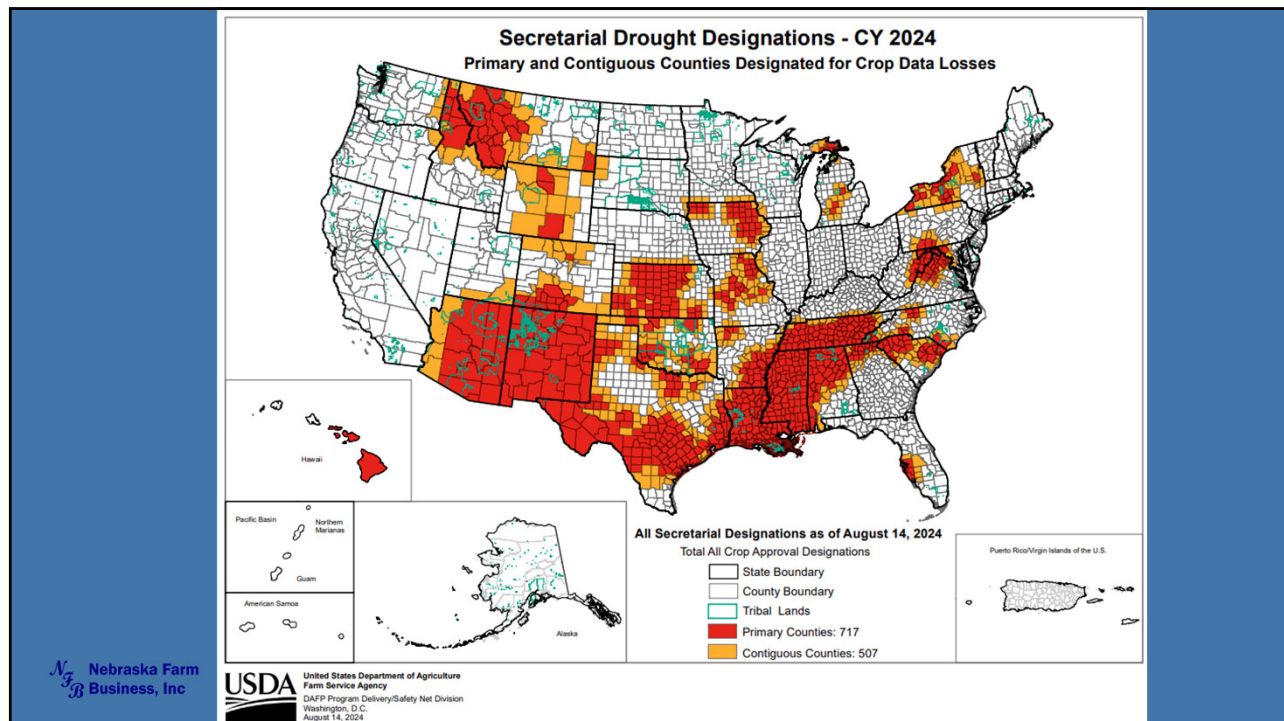 Secretarial Drought Designations - CY 2024
Primary and Contiguous Counties Designated for Crop Data Losses
Hawaii
Pacific Basin
Northern
Marianas
Guam
American Samoa
Alaska
All Secretarial Designations as of August 14, 2024
Total All Crop Approval Designations
State Boundary
County Boundary
Tribal Lands
Primary Counties: 717
Contiguous Counties: 507
Puerto Rico/Virgin Islands of the U.S.
NFB Nebraska Farm
Business, Inc
USDA
United States Department of Agriculture
Farm Service Agency
DAFP Program Delivery/Safety Net Division
Washington, D.C.
August 14, 2024